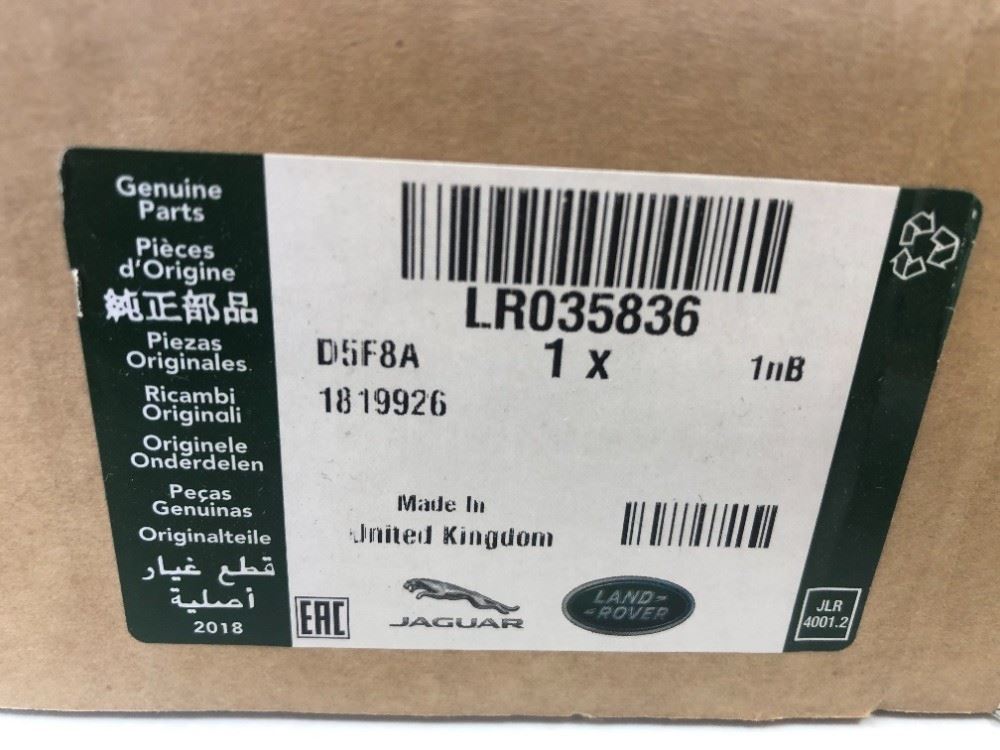 Genuine
Parts
Pièces
d'Origine
純正部品
Piezas
Originales
Ricambi
Originali
Originele
Onderdelen
Peças
Genuinas
Originalteile
قطع غيار
أصلية
2018
LR035836
D5F8A
1 x
1nB
1819926
Made In
United Kingdom
EAC
JAGUAR
LAND-
-ROVER
JLR
4001.2